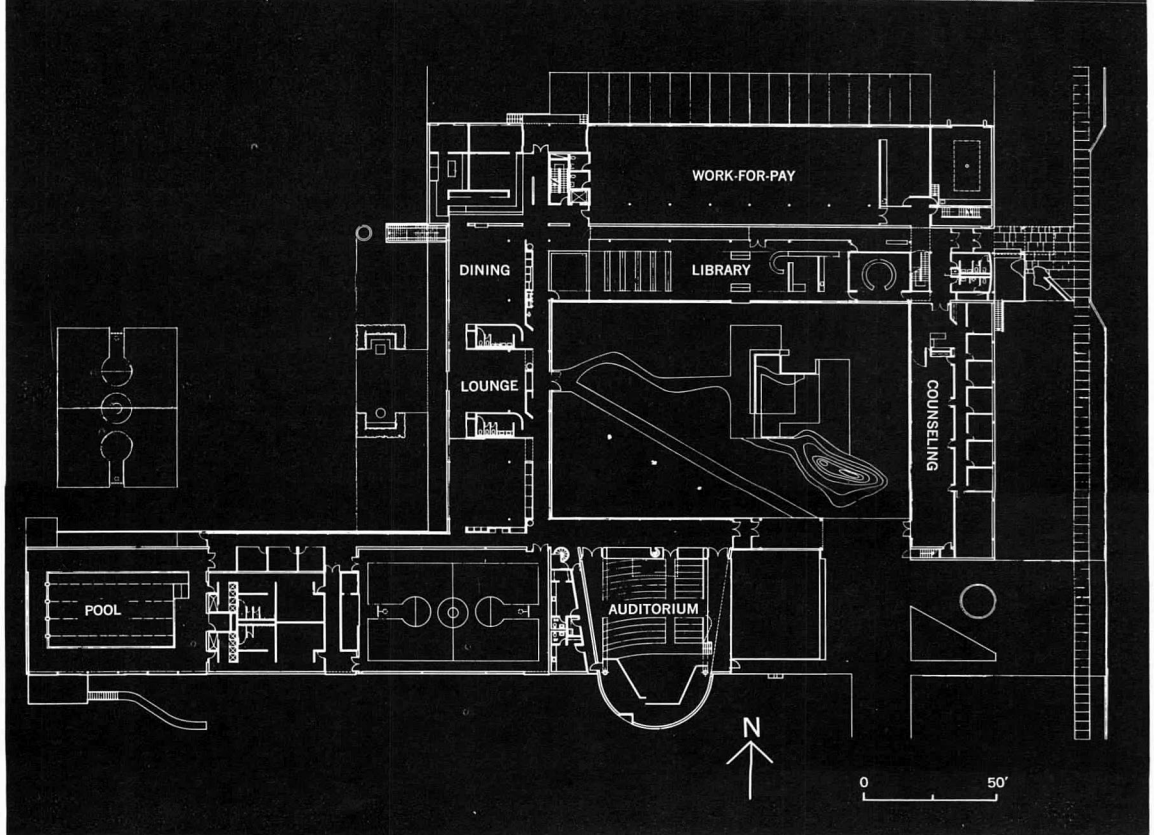 WORK-FOR-PAY
DINING
LIBRARY
LOUNGE
COUNSELING
POOL
AUDITORIUM
N
0 50'